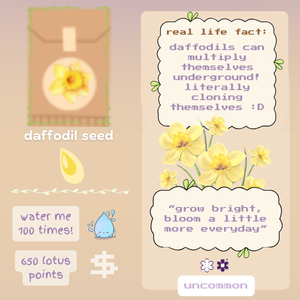 daffodil seed
water me
100 times!
650 lotus
points
real life fact:
daffodils can
multiply
themselves
underground!
literally
cloning
themselves :D
“grow bright,
bloom a little
more everyday”
uncommon